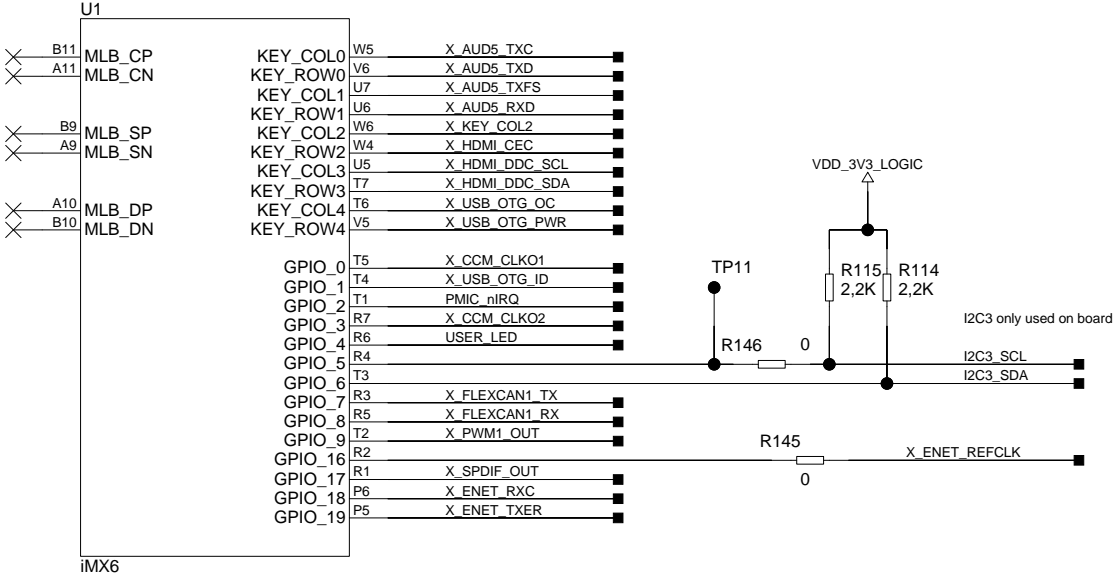 U1
B11 MLB_CP KEY_COL0 W5 X_AUD5_TXC
A11 MLB_CN KEY_ROW0 V6 X_AUD5_TXD
KEY_COL1 U7 X_AUD5_TXFS
KEY_ROW1 U6 X_AUD5_RXD
B9 MLB_SP KEY_COL2 W6 X_KEY_COL2
A9 MLB_SN KEY_ROW2 W4 X_HDMI_CEC
KEY_COL3 U5 X_HDMI_DDC_SCL
VDD_3V3_LOGIC
KEY_ROW3 T7 X_HDMI_DDC_SDA
A10 MLB_DP KEY_COL4 T6 X_USB_OTG_OC
B10 MLB_DN KEY_ROW4 V5 X_USB_OTG_PWR
GPIO_0 T5 X_CCM_CLKO1
TP11 R115 R114
GPIO_1 T4 X_USB_OTG_ID
2,2K 2,2K
GPIO_2 T1 PMIC_nIRQ
GPIO_3 R7 X_CCM_CLKO2
I2C3 only used on board
GPIO_4 R6 USER_LED
R146 0
GPIO_5 R4 I2C3_SCL
GPIO_6 T3 I2C3_SDA
GPIO_7 R3 X_FLEXCAN1_TX
GPIO_8 R5 X_FLEXCAN1_RX
GPIO_9 T2 X_PWM1_OUT
R145
GPIO_16 R2 X_ENET_REFCLK
0
GPIO_17 R1 X_SPDIF_OUT
GPIO_18 P6 X_ENET_RXC
GPIO_19 P5 X_ENET_TXER
iMX6